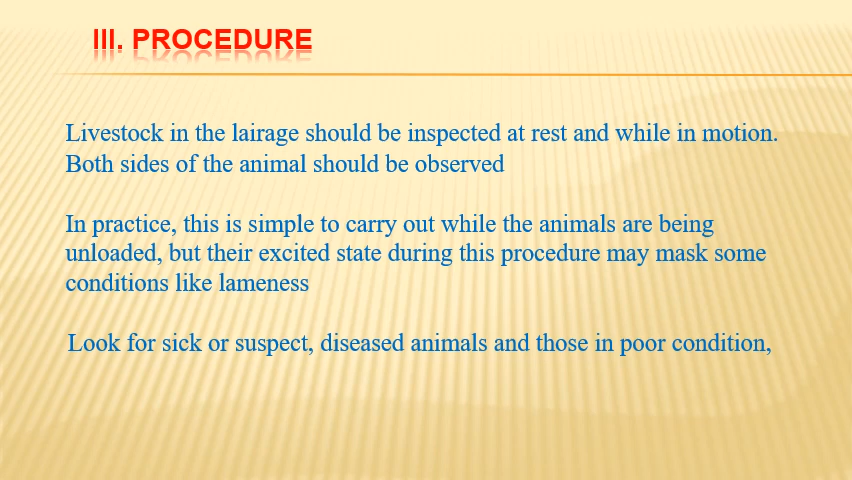 III. PROCEDURE
Livestock in the lairage should be inspected at rest and while in motion.
Both sides of the animal should be observed
In practice, this is simple to carry out while the animals are being
unloaded, but their excited state during this procedure may mask some
conditions like lameness
Look for sick or suspect, diseased animals and those in poor condition,